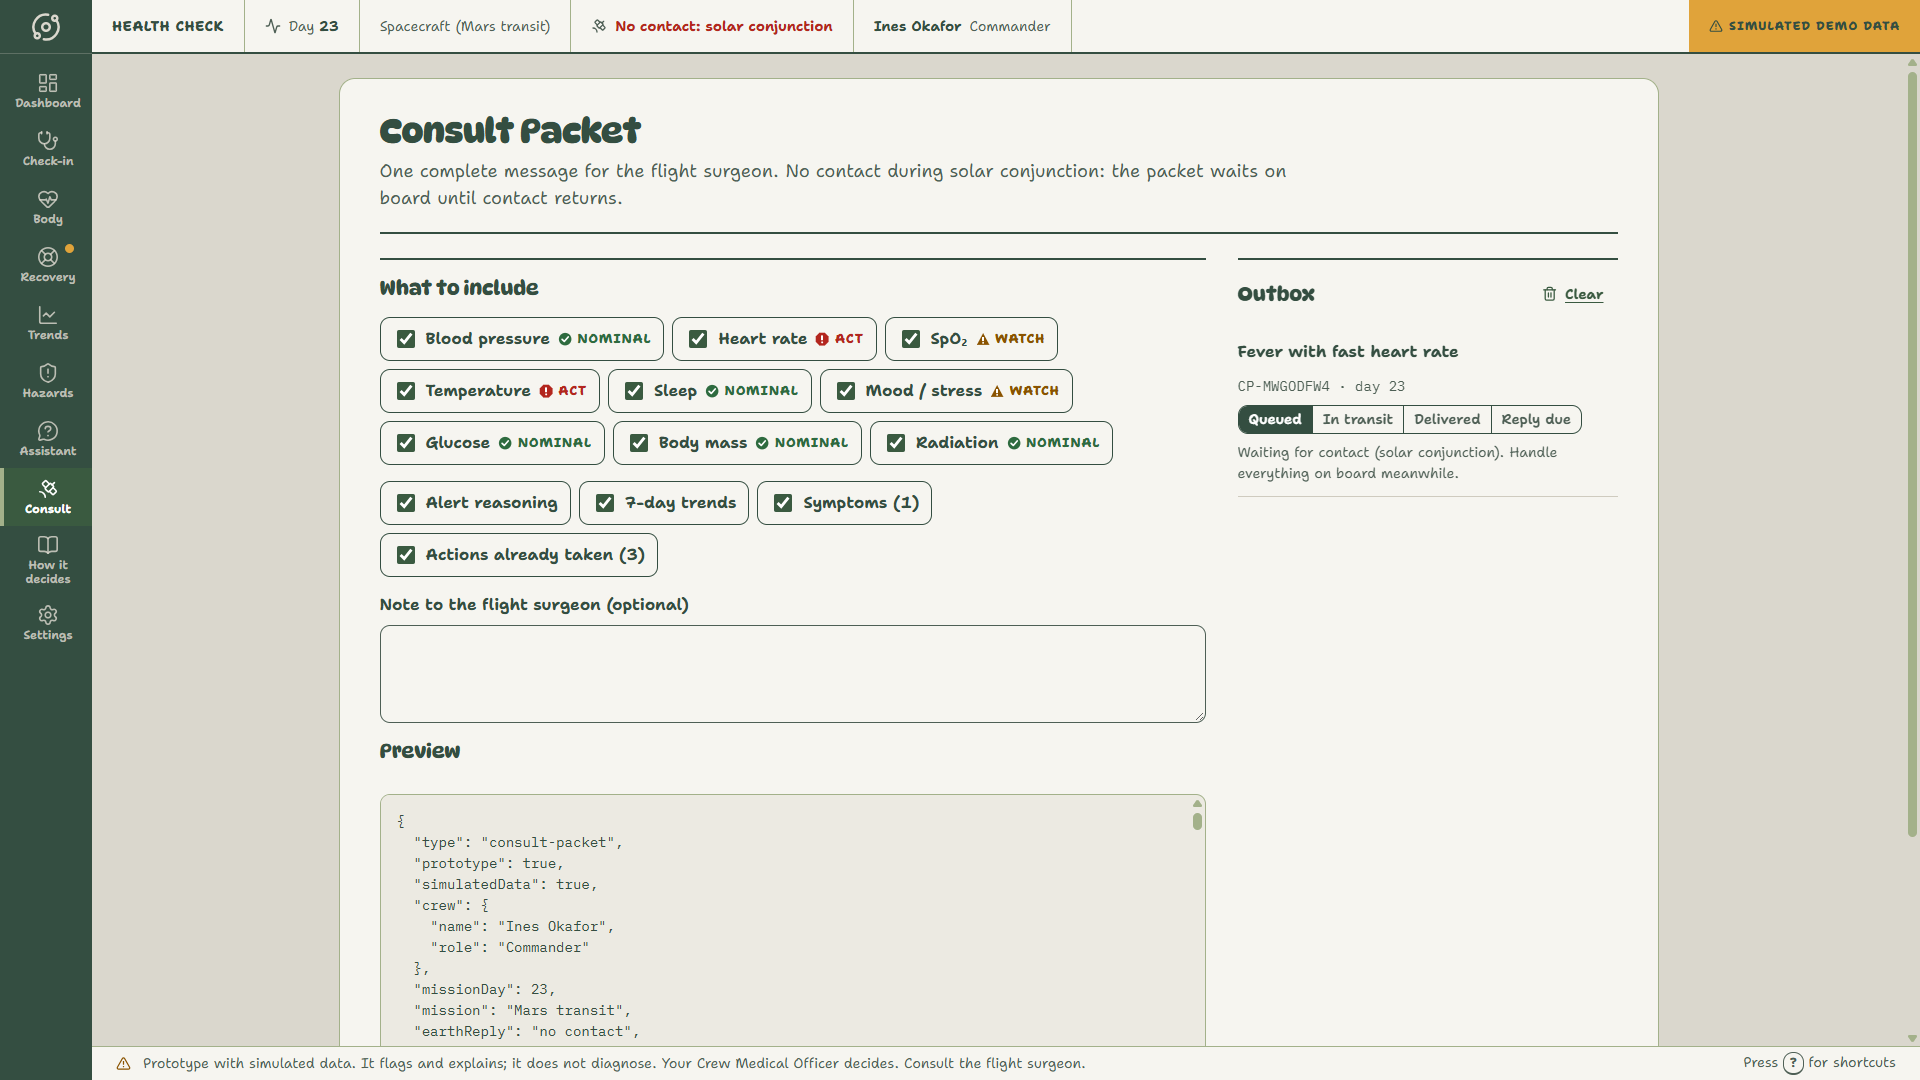 HEALTH CHECK
Day 23
Spacecraft (Mars transit)
No contact: solar conjunction
Ines Okafor Commander
SIMULATED DEMO DATA
Dashboard
Check-in
Body
Recovery
Trends
Hazards
Assistant
Consult
How it
decides
Settings
Consult Packet
One complete message for the flight surgeon. No contact during solar conjunction: the packet waits on
board until contact returns.
What to include
Blood pressure NOMINAL
Heart rate ACT
SpO₂ WATCH
Temperature ACT
Sleep NOMINAL
Mood / stress WATCH
Glucose NOMINAL
Body mass NOMINAL
Radiation NOMINAL
Alert reasoning
7-day trends
Symptoms (1)
Actions already taken (3)
Note to the flight surgeon (optional)
Preview
{
"type": "consult-packet",
"prototype": true,
"simulatedData": true,
"crew": {
"name": "Ines Okafor",
"role": "Commander"
},
"missionDay": 23,
"mission": "Mars transit",
"earthReply": "no contact",
Outbox
Clear
Fever with fast heart rate
CP-MWGODFW4 · day 23
Queued
In transit
Delivered
Reply due
Waiting for contact (solar conjunction). Handle
everything on board meanwhile.
Prototype with simulated data. It flags and explains; it does not diagnose. Your Crew Medical Officer decides. Consult the flight surgeon.
Press ? for shortcuts